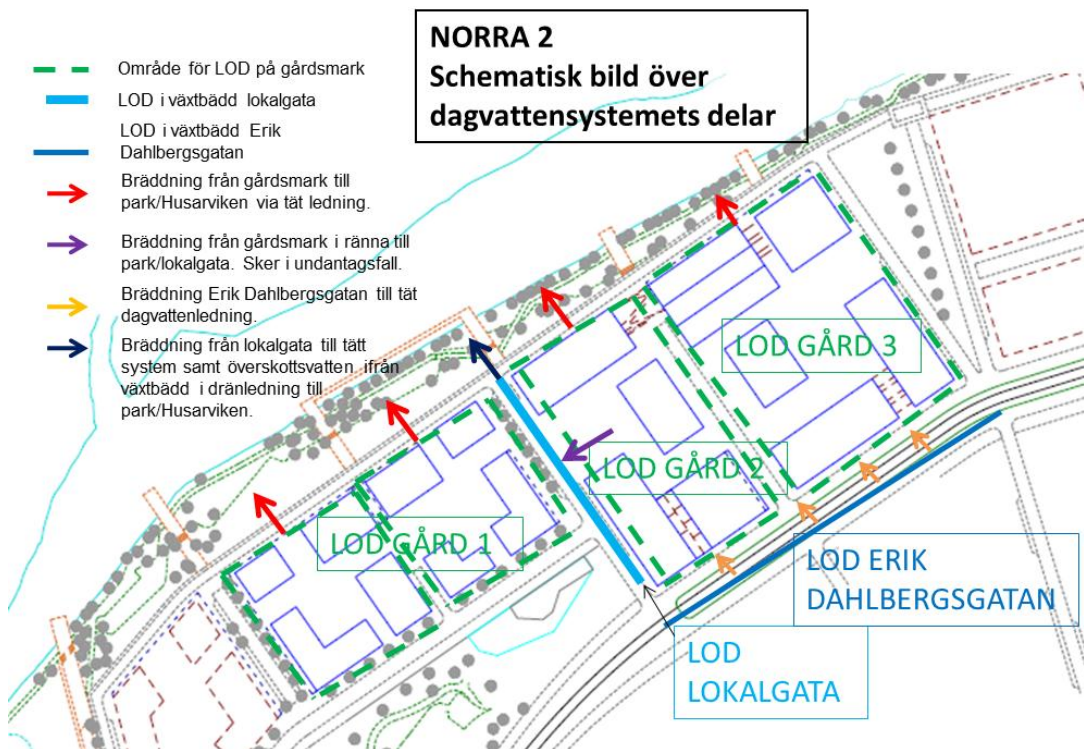 NORRA 2
Schematisk bild över
dagvattensystemets delar
Område för LOD på gårdsmark
LOD i växtbädd lokalgata
LOD i växtbädd Erik
Dahlbergsgatan
Bräddning från gårdsmark till
park/Husarviken via tät ledning.
Bräddning från gårdsmark i ränna till
park/lokalgata. Sker i undantagsfall.
Bräddning Erik Dahlbergsgatan till tät
dagvattenledning.
Bräddning från lokalgata till tätt
system samt överskottsvatten ifrån
växtbädd i dränledning till
park/Husarviken.
LOD GÅRD 3
LOD GÅRD 2
LOD GÅRD 1
LOD ERIK
DAHLBERGSGATAN
LOD
LOKALGATA